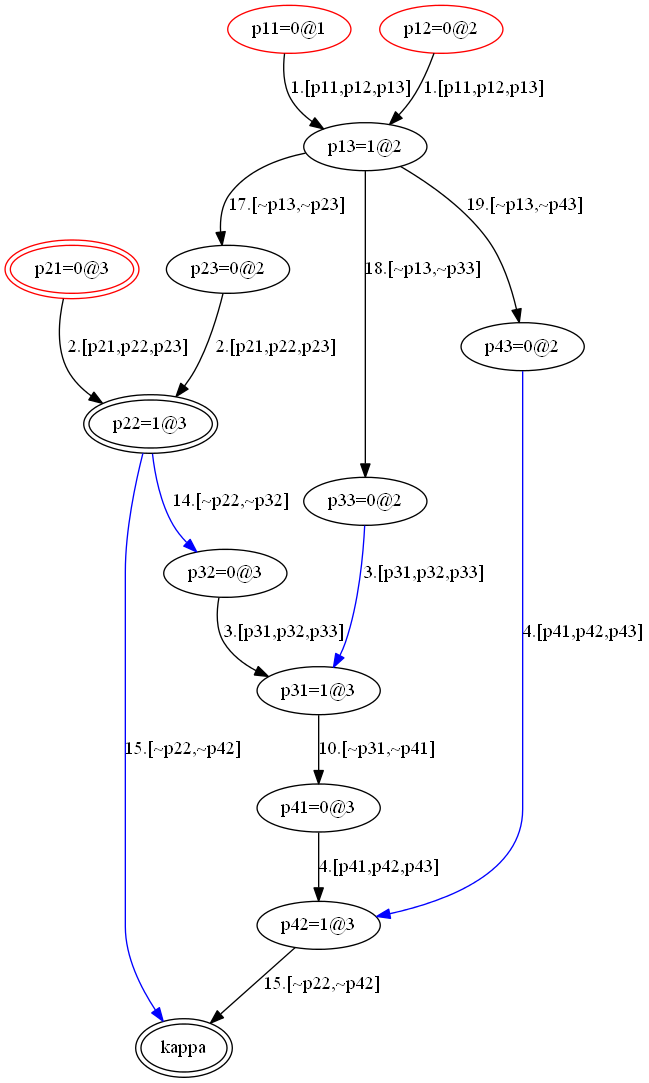 p11=0@1 p12=0@2
1.[p11,p12,p13] 1.[p11,p12,p13]
p13=1@2
17.[~p13,~p23] 19.[~p13,~p43]
p21=0@3 p23=0@2 18.[~p13,~p33]
2.[p21,p22,p23] 2.[p21,p22,p23] p43=0@2
p22=1@3
14.[~p22,~p32] p33=0@2
p32=0@3 3.[p31,p32,p33]
3.[p31,p32,p33] 4.[p41,p42,p43]
p31=1@3
15.[~p22,~p42] 10.[~p31,~p41]
p41=0@3
4.[p41,p42,p43]
p42=1@3
15.[~p22,~p42]
kappa